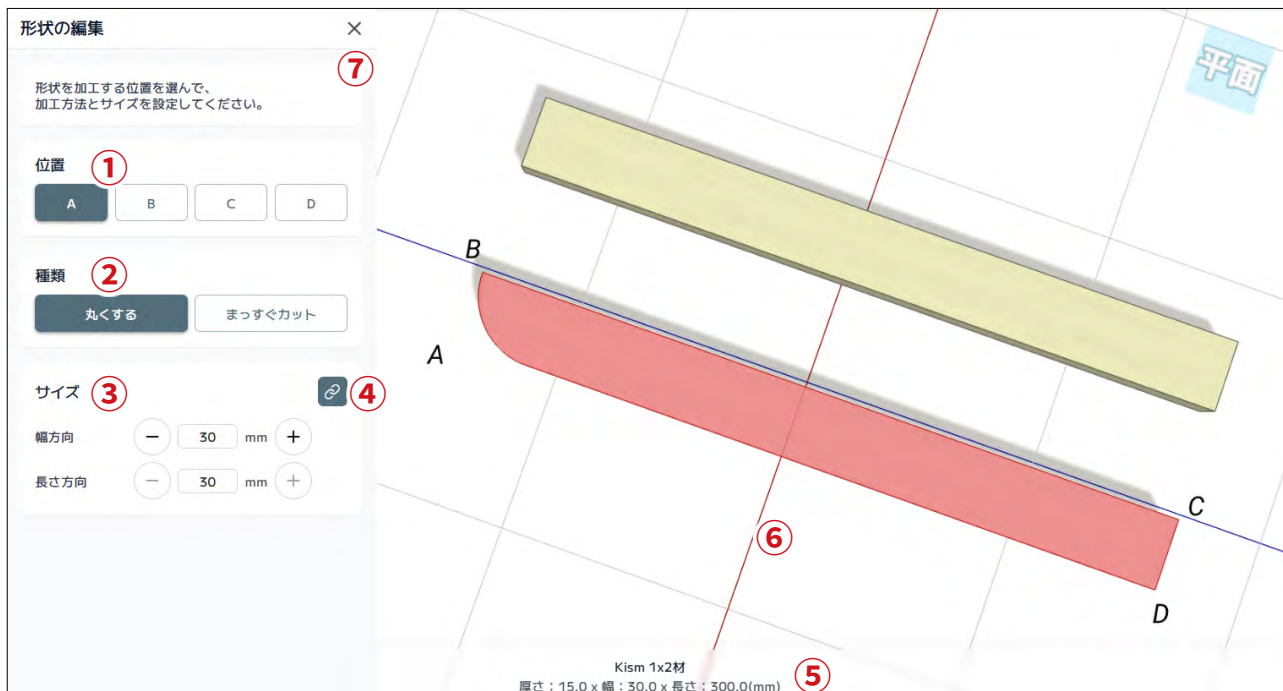 形状の編集
⑦
形状を加工する位置を選んで、
加工方法とサイズを設定してください。
位置 ①
A B C D
種類 ②
丸くする まっすぐカット
サイズ ③ ④
幅方向 − 30 mm +
長さ方向 − 30 mm +
平面
B
A
C
⑥
D
Kism 1x2材
厚さ：15.0 x 幅：30.0 x 長さ：300.0(mm) ⑤